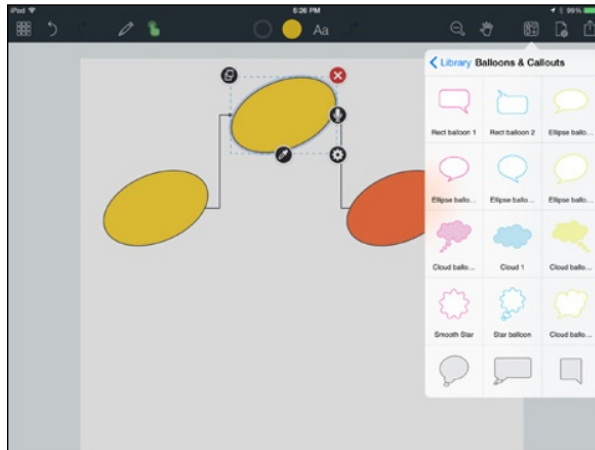 iPad
5:26 PM
99%
Aa
Library Balloons & Callouts
Rect balloon 1
Rect balloon 2
Ellipse ballo...
Ellipse ballo...
Ellipse ballo...
Ellipse ballo...
Cloud ballo...
Cloud 1
Cloud ballo...
Smooth Star
Star balloon
Cloud ballo...